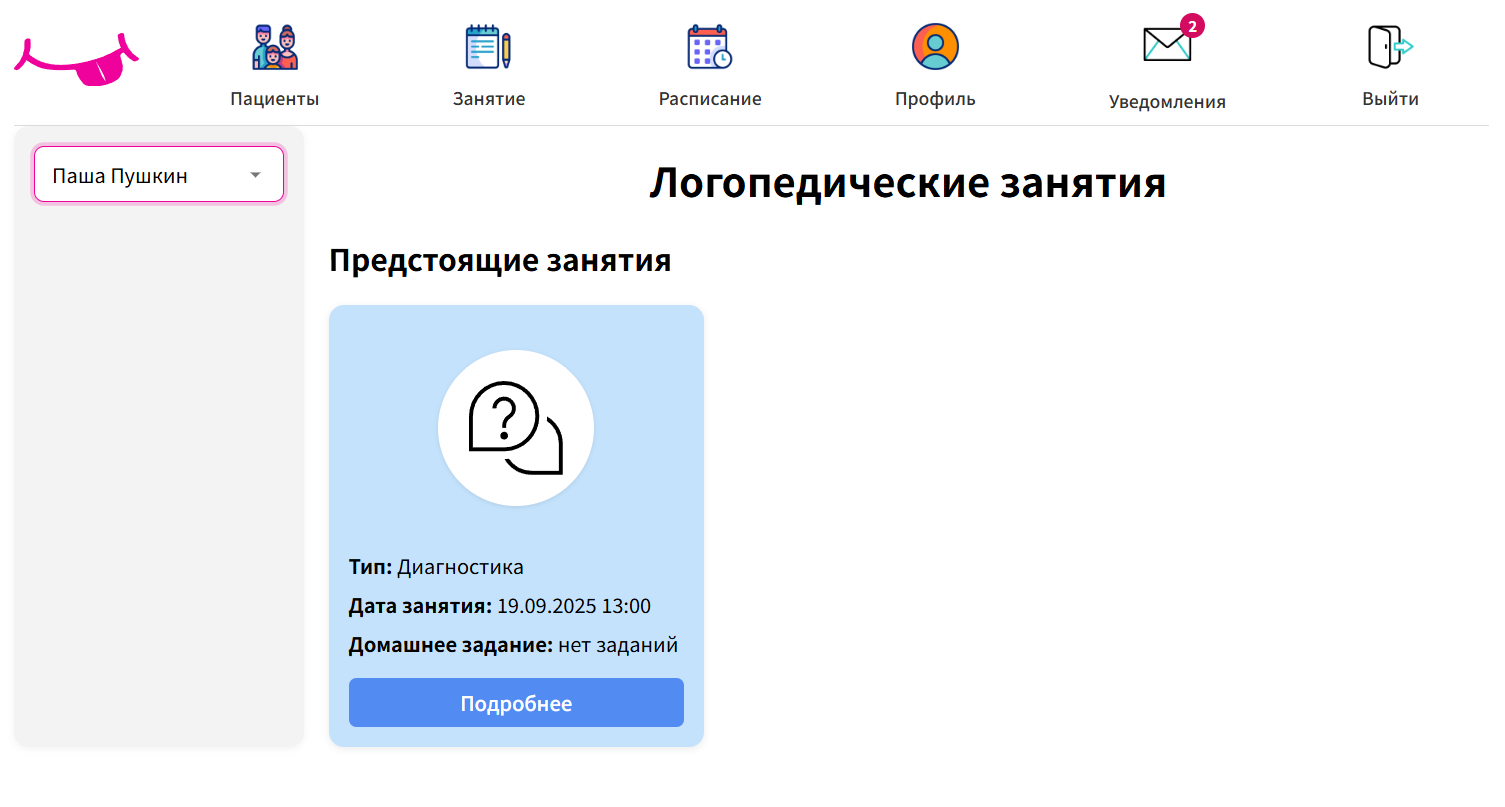 2
Пациенты
Занятие
Расписание
Профиль
Уведомления
Выйти
Паша Пушкин
Логопедические занятия
Предстоящие занятия
?
Тип: Диагностика
Дата занятия: 19.09.2025 13:00
Домашнее задание: нет заданий
Подробнее